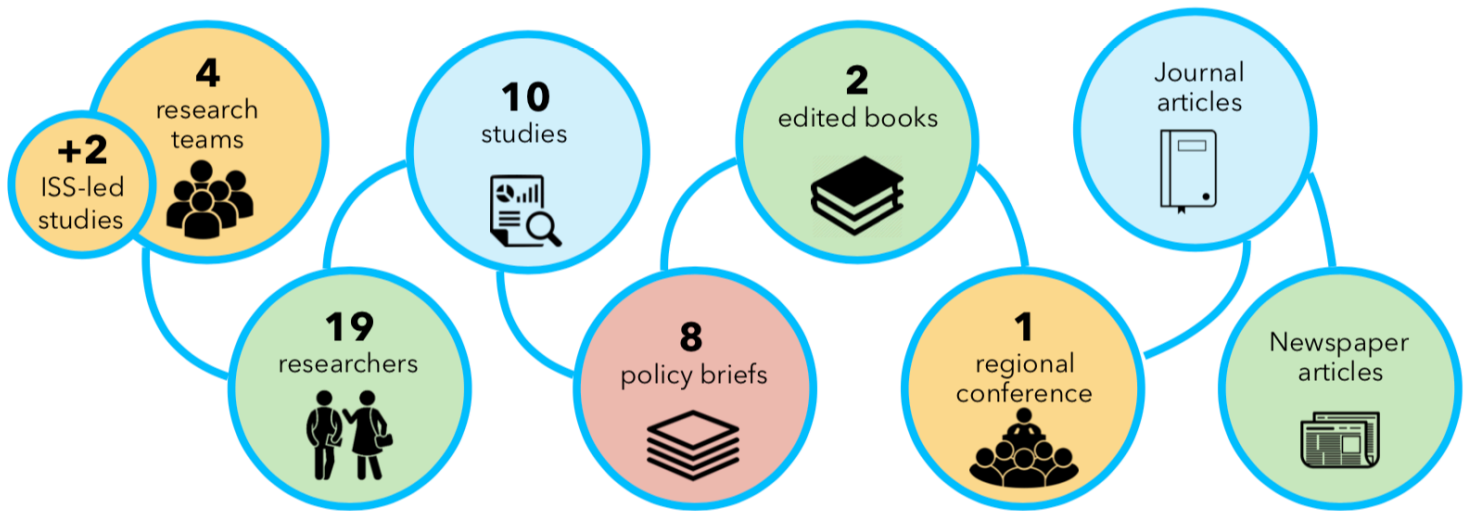 4
research
teams
+2
ISS-led
studies
19
researchers
10
studies
8
policy briefs
2
edited books
1
regional
conference
Journal
articles
Newspaper
articles